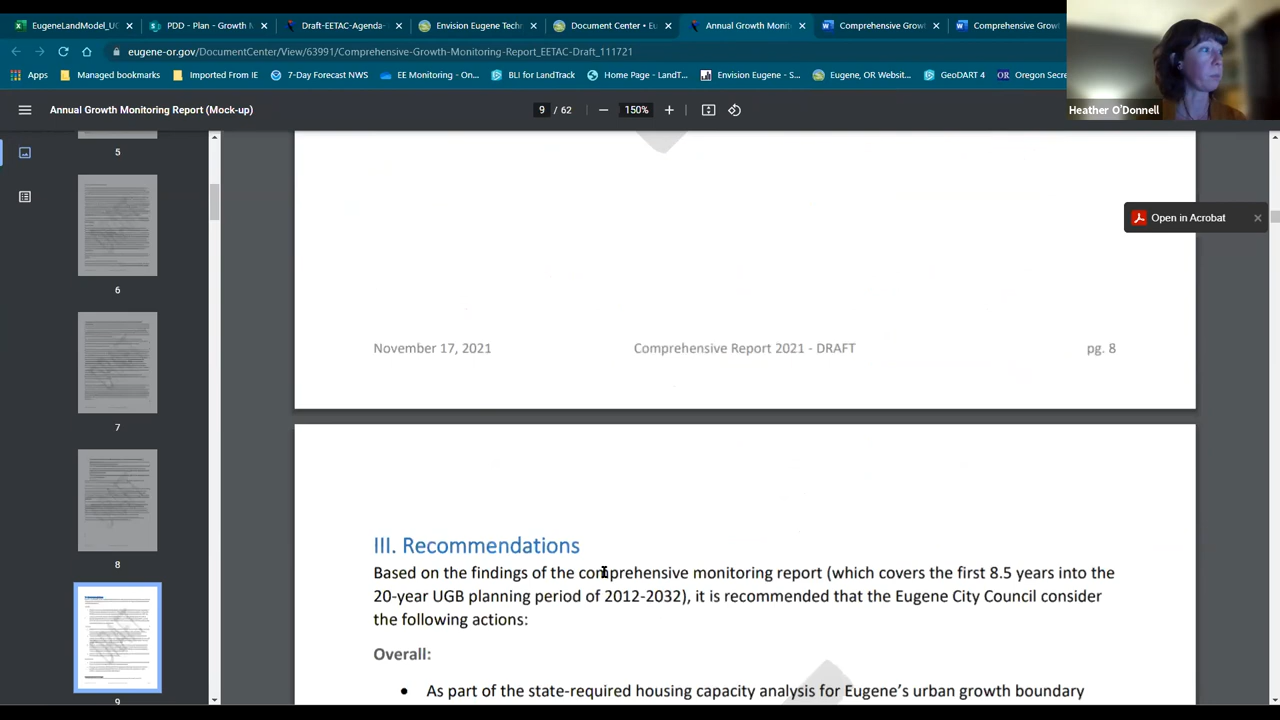 EugeneLandModel_UG
PDD - Plan - Growth M
Draft-EETAC-Agenda-
Envision Eugene Tech
Document Center • Eu
Annual Growth Monito
Comprehensive Growt
Comprehensive Growt
eugene-or.gov/DocumentCenter/View/63991/Comprehensive-Growth-Monitoring-Report_EETAC-Draft_111721
Apps
Managed bookmarks
Imported From IE
7-Day Forecast NWS
EE Monitoring - On...
BLI for LandTrack
Home Page - LandT...
Envision Eugene - S...
Eugene, OR Websit...
GeoDART 4
Oregon Secre
Heather O'Donnell
Annual Growth Monitoring Report (Mock-up)
9 / 62
150%
5
6
7
8
9
Open in Acrobat
November 17, 2021
Comprehensive Report 2021 - DRAFT
pg. 8
III. Recommendations
Based on the findings of the comprehensive monitoring report (which covers the first 8.5 years into the
20-year UGB planning period of 2012-2032), it is recommended that the Eugene City Council consider
the following actions:
Overall:
• As part of the state-required housing capacity analysis for Eugene's urban growth boundary